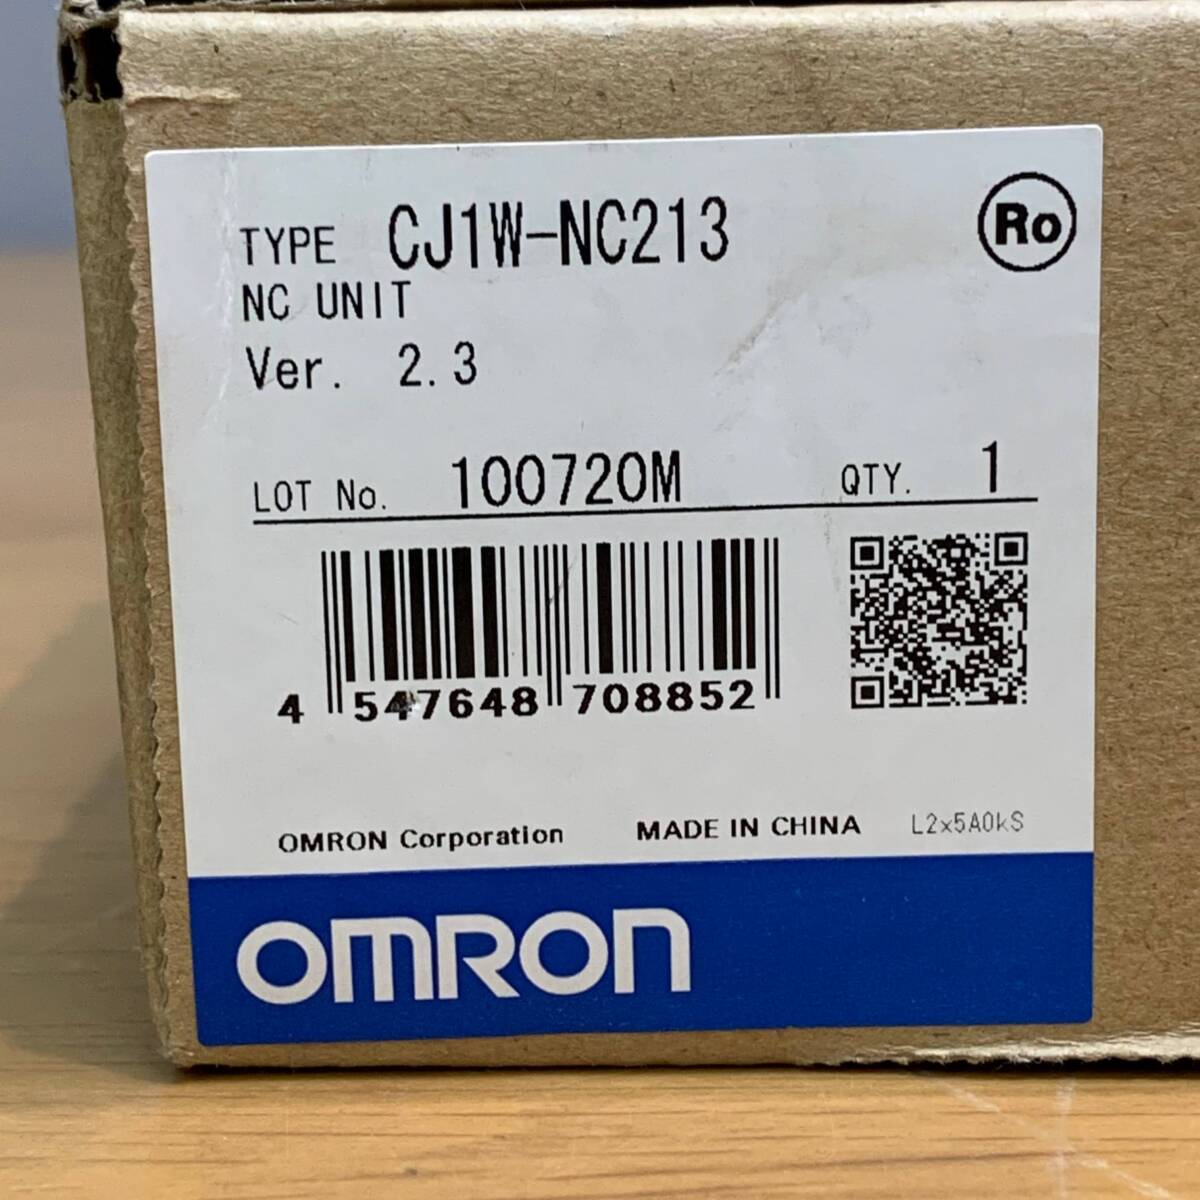 TYPE CJ1W-NC213
Ro
NC UNIT
Ver. 2.3
LOT No. 100720M QTY. 1
4 547648 708852
OMRON Corporation MADE IN CHINA L2x5A0kS
OMRON